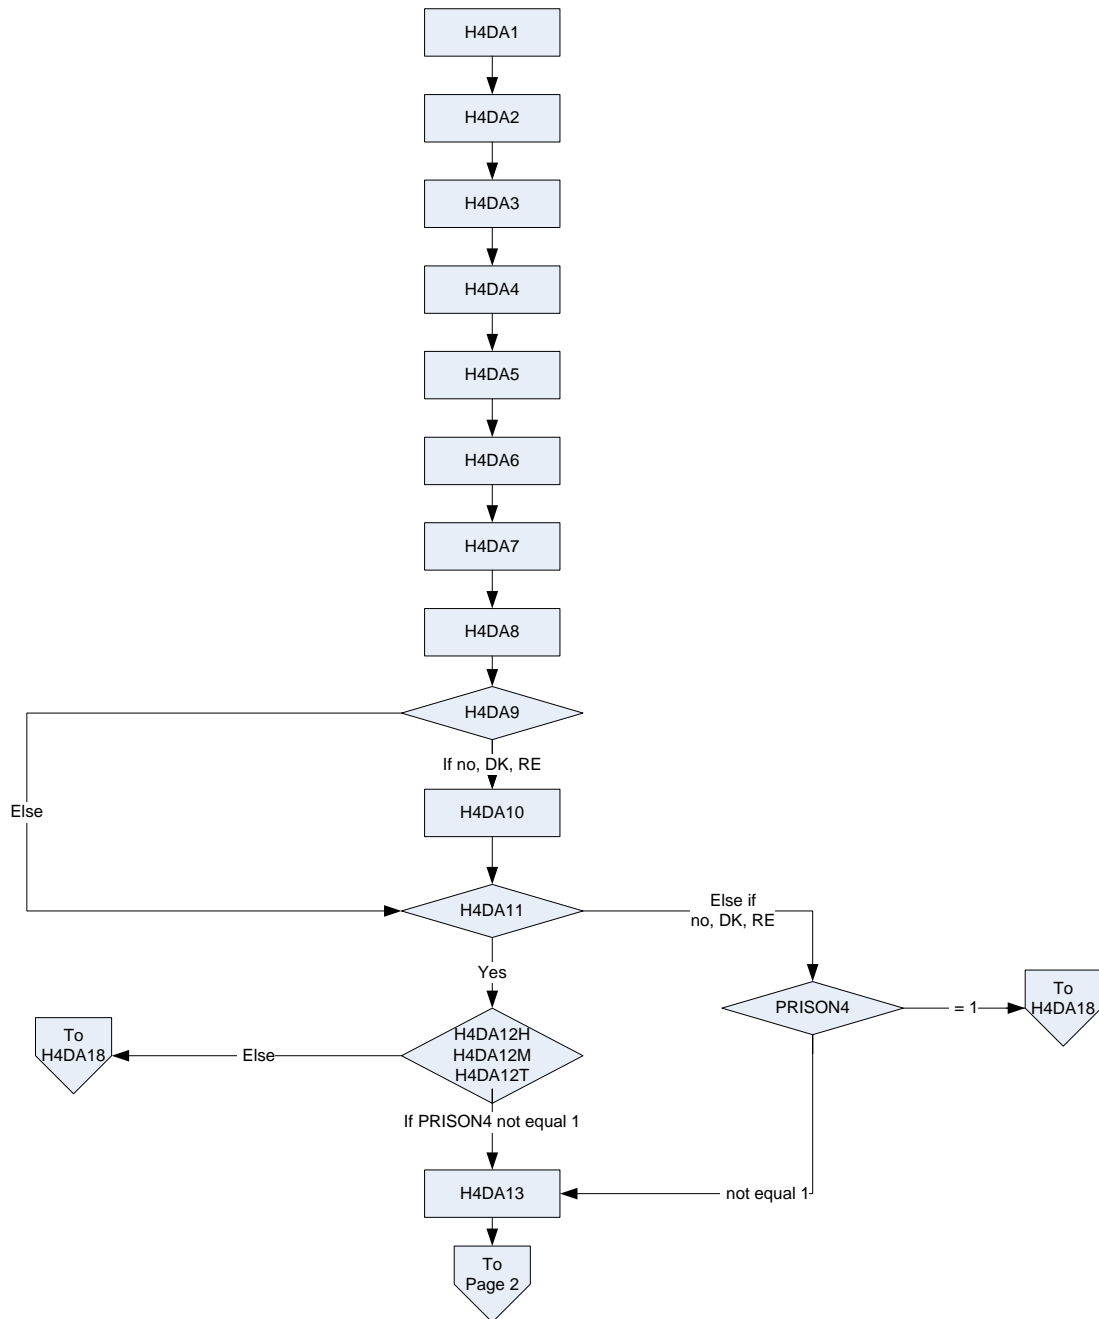 H4DA1
H4DA2
H4DA3
H4DA4
H4DA5
H4DA6
H4DA7
H4DA8
H4DA9
If no, DK, RE
Else
H4DA10
H4DA11
Else if
no, DK, RE
Yes
PRISON4
= 1
To
H4DA18
To
H4DA18
Else
H4DA12H
H4DA12M
H4DA12T
If PRISON4 not equal 1
H4DA13
not equal 1
To
Page 2